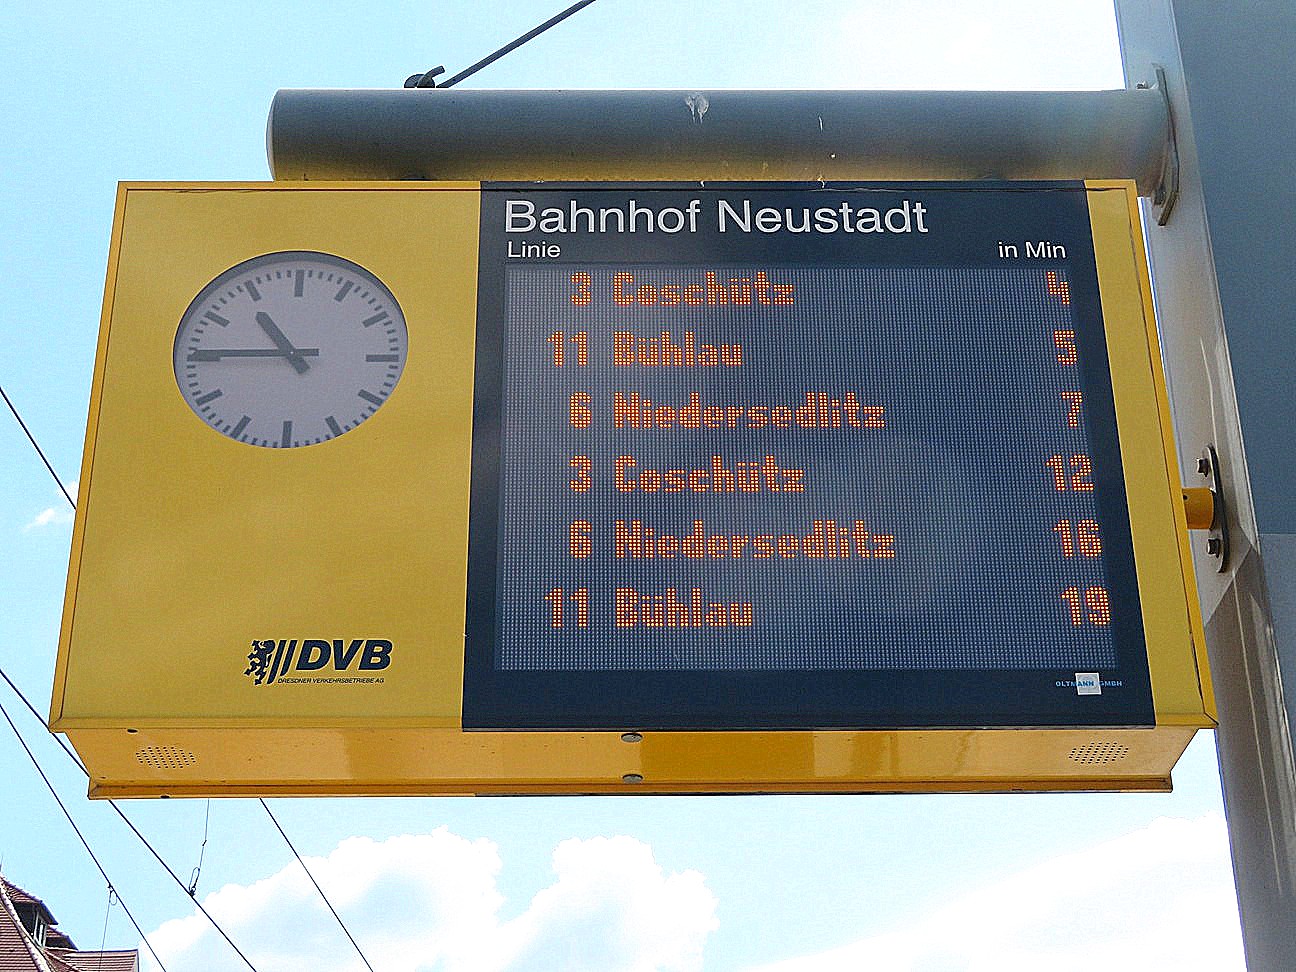 Bahnhof Neustadt
Linie in Min
3 Coschütz 4
11 Bühlau 5
6 Niedersedlitz 7
3 Coschütz 12
6 Niedersedlitz 16
11 Bühlau 19
DVB
DRESDNER VERKEHRSBETRIEBE AG
OLTMANN GMBH